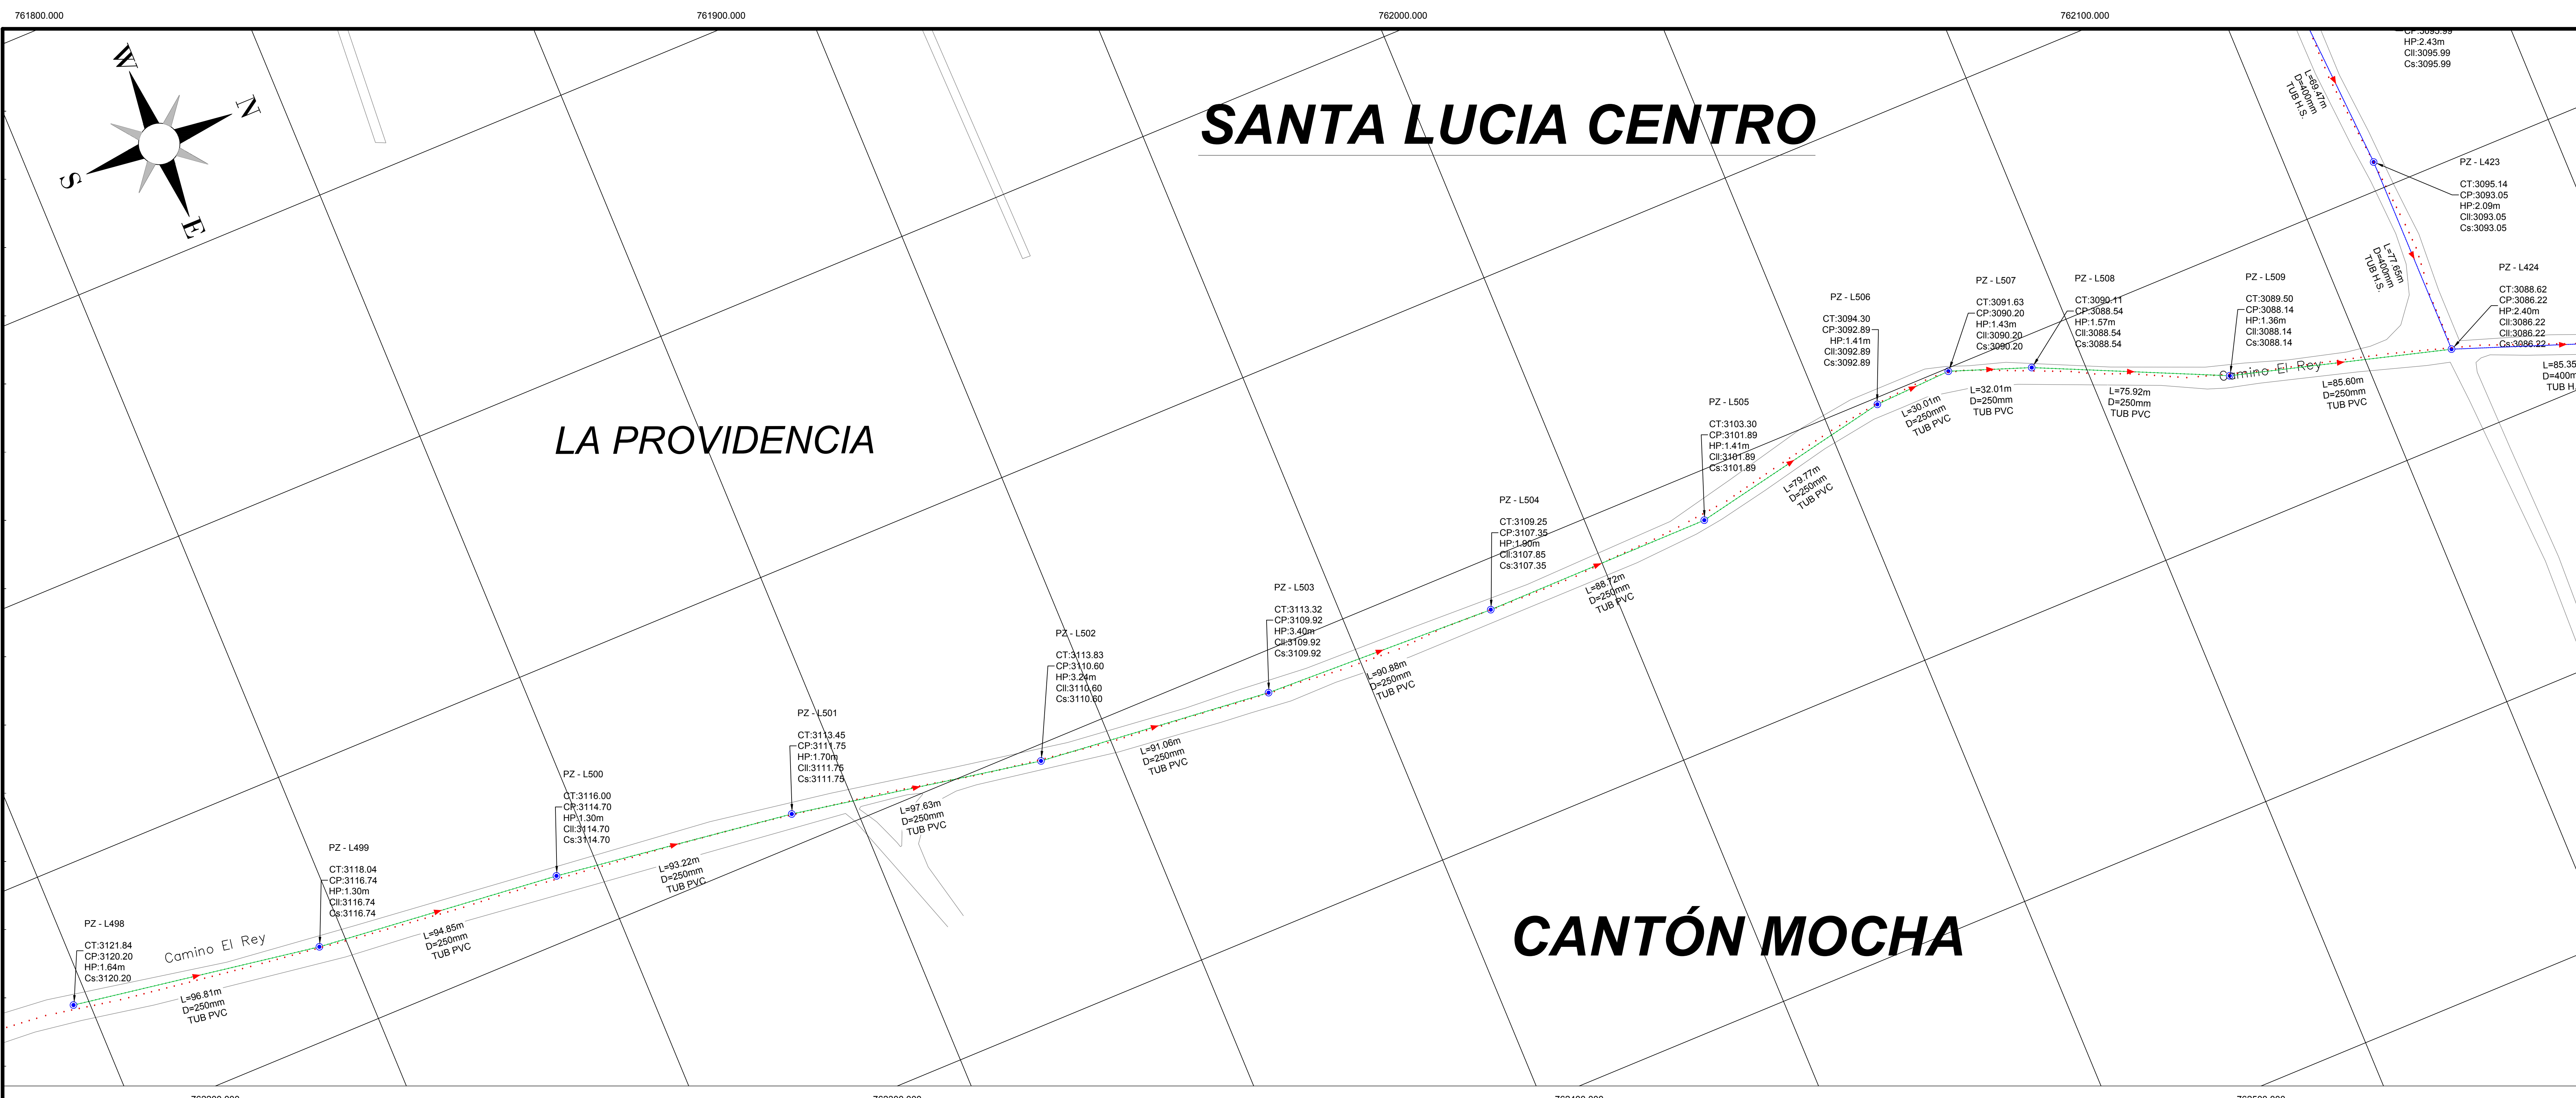 761800.000
761900.000
762000.000
762100.000
W
N
S
E
SANTA LUCIA CENTRO
LA PROVIDENCIA
CANTÓN MOCHA
CP:3095.99
HP:2.43m
Cll:3095.99
Cs:3095.99
L=69.47m
D=400mm
TUB H.S.
PZ - L423
CT:3095.14
CP:3093.05
HP:2.09m
Cll:3093.05
Cs:3093.05
L=77.65m
D=400mm
TUB H.S.
PZ - L424
CT:3088.62
CP:3086.22
HP:2.40m
Cll:3086.22
Cll:3086.22
Cs:3086.22
L=85.35
D=400m
TUB H.
PZ - L509
CT:3089.50
CP:3088.14
HP:1.36m
Cll:3088.14
Cs:3088.14
Camino El Rey
L=85.60m
D=250mm
TUB PVC
PZ - L508
CT:3090.11
CP:3088.54
HP:1.57m
Cll:3088.54
Cs:3088.54
L=75.92m
D=250mm
TUB PVC
PZ - L507
CT:3091.63
CP:3090.20
HP:1.43m
Cll:3090.20
Cs:3090.20
L=32.01m
D=250mm
TUB PVC
PZ - L506
CT:3094.30
CP:3092.89
HP:1.41m
Cll:3092.89
Cs:3092.89
L=30.01m
D=250mm
TUB PVC
PZ - L505
CT:3103.30
CP:3101.89
HP:1.41m
Cll:3101.89
Cs:3101.89
L=79.77m
D=250mm
TUB PVC
PZ - L504
CT:3109.25
CP:3107.35
HP:1.90m
Cll:3107.85
Cs:3107.35
L=88.72m
D=250mm
TUB PVC
PZ - L503
CT:3113.32
CP:3109.92
HP:3.40m
Cll:3109.92
Cs:3109.92
L=90.88m
D=250mm
TUB PVC
PZ - L502
CT:3113.83
CP:3110.60
HP:3.24m
Cll:3110.60
Cs:3110.60
L=91.06m
D=250mm
TUB PVC
PZ - L501
CT:3113.45
CP:3111.75
HP:1.70m
Cll:3111.75
Cs:3111.75
L=97.63m
D=250mm
TUB PVC
PZ - L500
CT:3116.00
CP:3114.70
HP:1.30m
Cll:3114.70
Cs:3114.70
L=93.22m
D=250mm
TUB PVC
PZ - L499
CT:3118.04
CP:3116.74
HP:1.30m
Cll:3116.74
Cs:3116.74
L=94.85m
D=250mm
TUB PVC
PZ - L498
CT:3121.84
CP:3120.20
HP:1.64m
Cs:3120.20
Camino El Rey
L=96.81m
D=250mm
TUB PVC